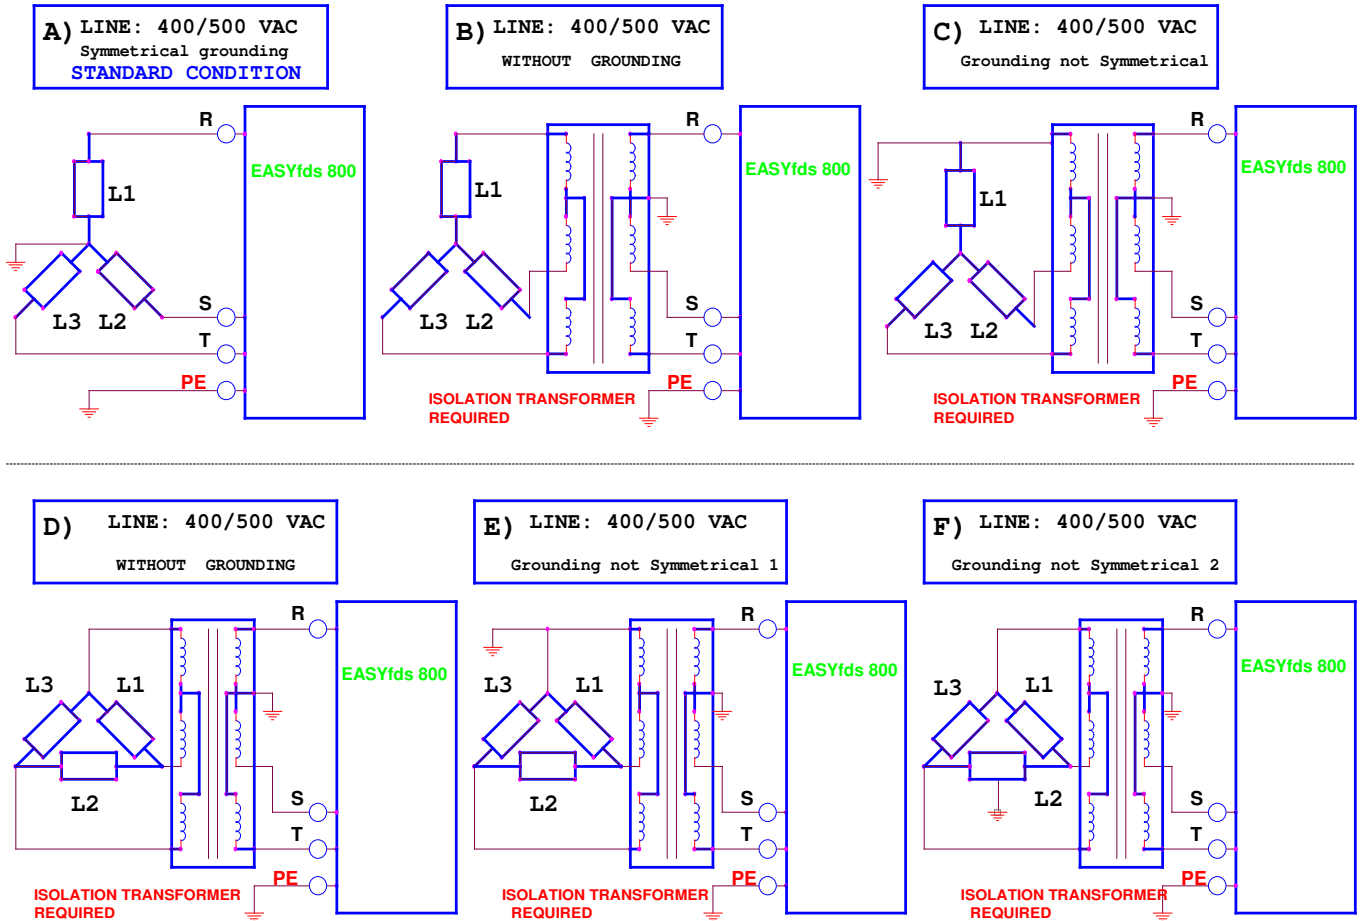 A) LINE: 400/500 VAC
Symmetrical grounding
STANDARD CONDITION
R
EASYfds 800
L1
L3 L2
S
T
PE
B) LINE: 400/500 VAC
WITHOUT GROUNDING
R
EASYfds 800
L1
L3 L2
S
T
PE
ISOLATION TRANSFORMER
REQUIRED
C) LINE: 400/500 VAC
Grounding not Symmetrical
R
EASYfds 800
L1
L3 L2
S
T
PE
ISOLATION TRANSFORMER
REQUIRED
D) LINE: 400/500 VAC
WITHOUT GROUNDING
R
EASYfds 800
L3 L1
L2
S
T
PE
ISOLATION TRANSFORMER
REQUIRED
E) LINE: 400/500 VAC
Grounding not Symmetrical 1
R
EASYfds 800
L3 L1
L2
S
T
PE
ISOLATION TRANSFORMER
REQUIRED
F) LINE: 400/500 VAC
Grounding not Symmetrical 2
R
EASYfds 800
L3 L1
L2
S
T
PE
ISOLATION TRANSFORMER
REQUIRED